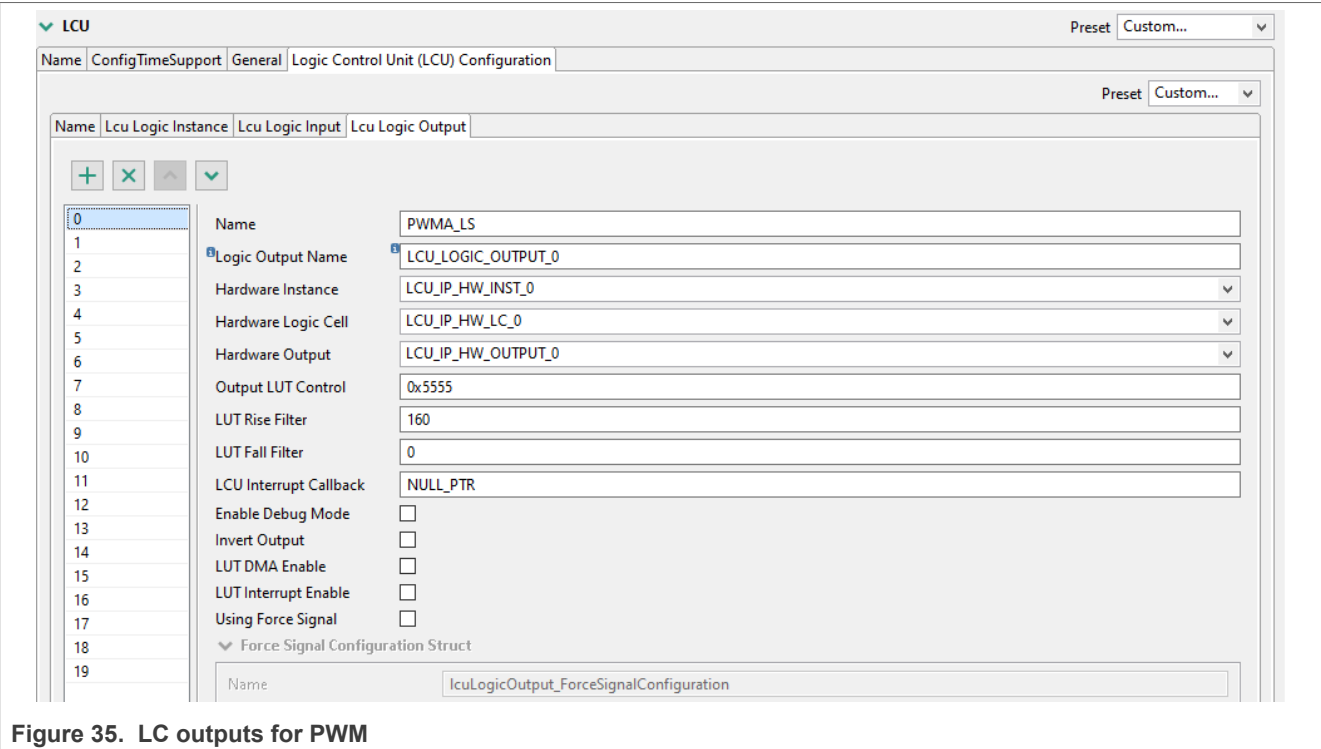 LCU
Preset Custom...
Name ConfigTimeSupport General Logic Control Unit (LCU) Configuration
Preset Custom...
Name Lcu Logic Instance Lcu Logic Input Lcu Logic Output
0
1
2
3
4
5
6
7
8
9
10
11
12
13
14
15
16
17
18
19
Name PWMA_LS
Logic Output Name LCU_LOGIC_OUTPUT_0
Hardware Instance LCU_IP_HW_INST_0
Hardware Logic Cell LCU_IP_HW_LC_0
Hardware Output LCU_IP_HW_OUTPUT_0
Output LUT Control 0x5555
LUT Rise Filter 160
LUT Fall Filter 0
LCU Interrupt Callback NULL_PTR
Enable Debug Mode
Invert Output
LUT DMA Enable
LUT Interrupt Enable
Using Force Signal
Force Signal Configuration Struct
Name lcuLogicOutput_ForceSignalConfiguration
Figure 35. LC outputs for PWM